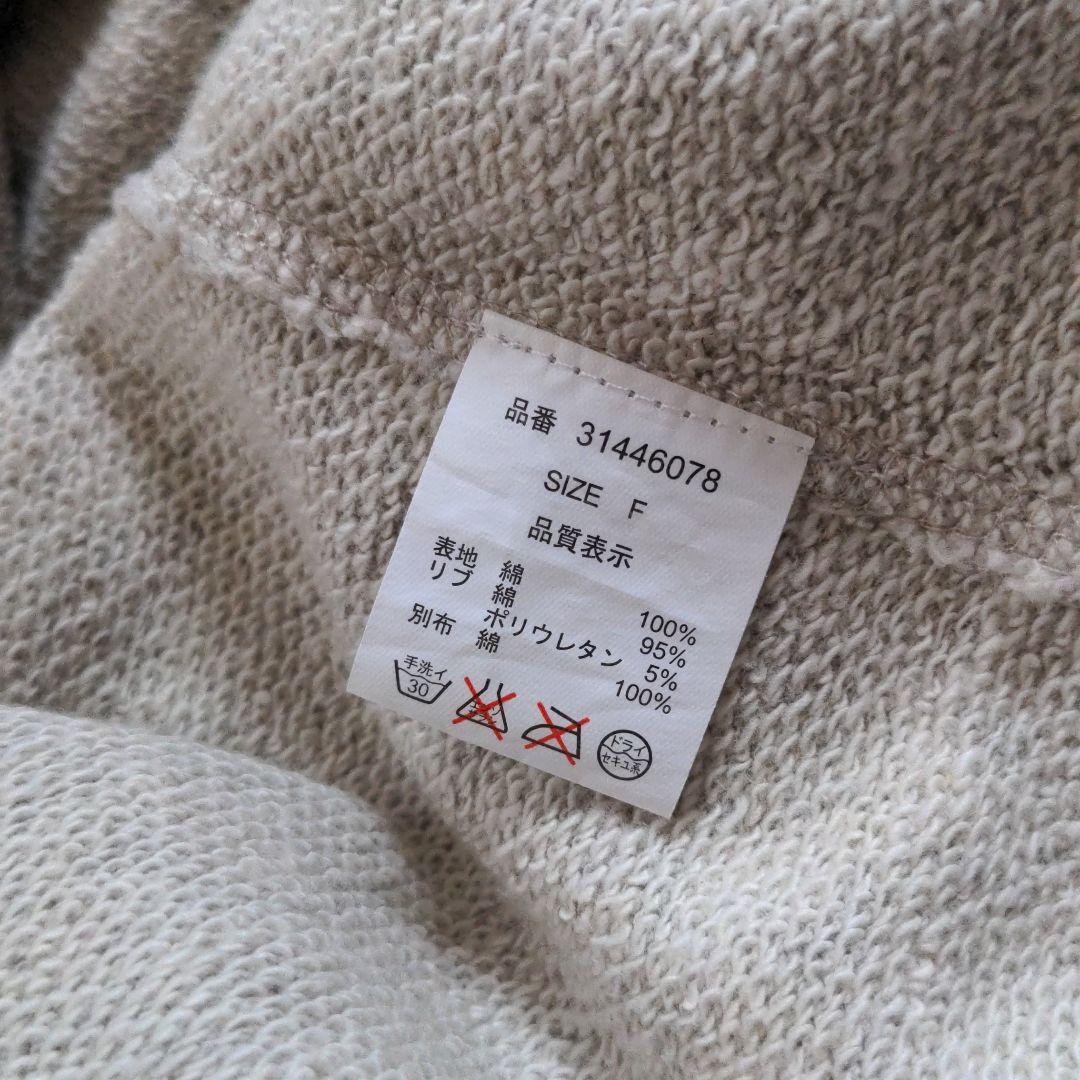 品番 31446078
SIZE F
品質表示
表地 綿 100%
リブ 綿 95%
ポリウレタン 5%
別布 綿 100%
手洗イ
30
ドライ
セキユ系